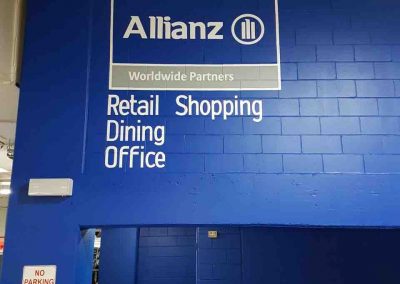 Allianz
Worldwide Partners
Retail Shopping
Dining
Office
NO
PARKING